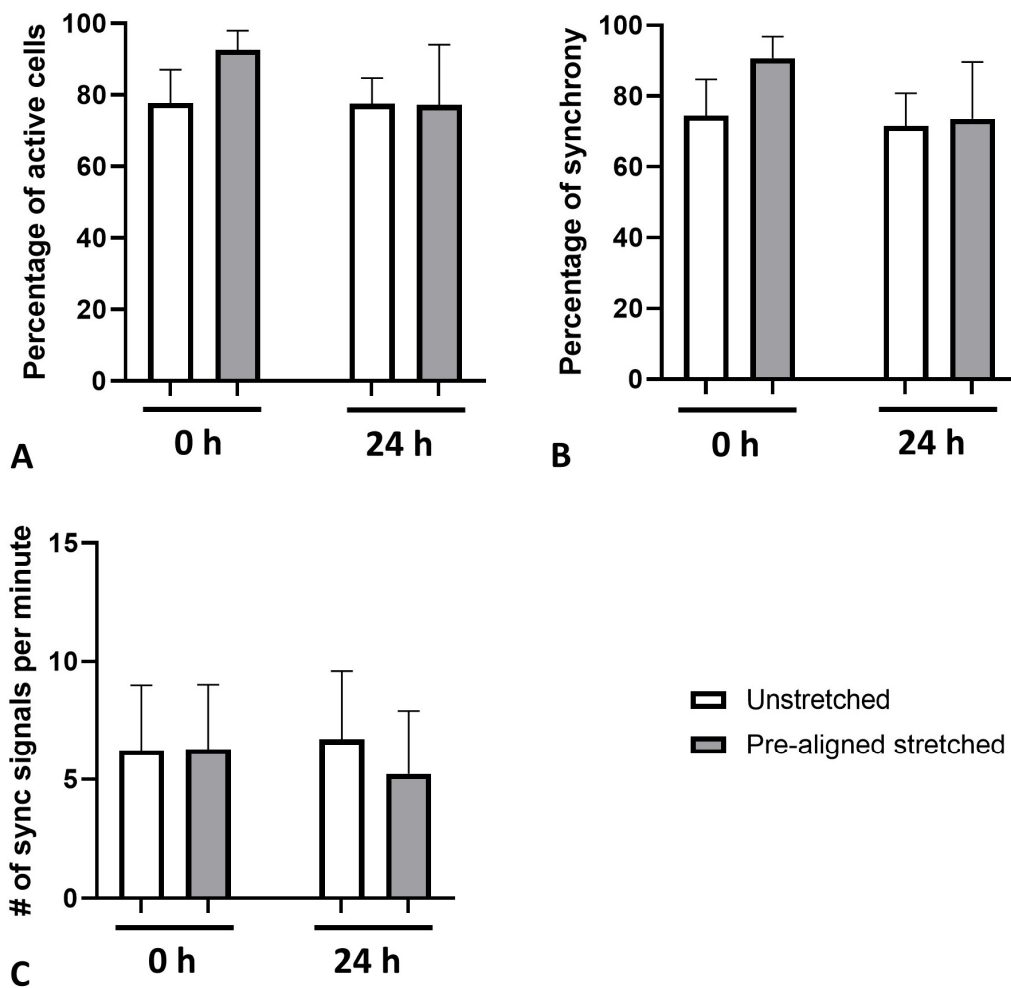 Percentage of active cells
100
80
60
40
20
0
0 h
24 h
A
Percentage of synchrony
100
80
60
40
20
0
0 h
24 h
B
# of sync signals per minute
15
10
5
0
0 h
24 h
C
Unstretched
Pre-aligned stretched